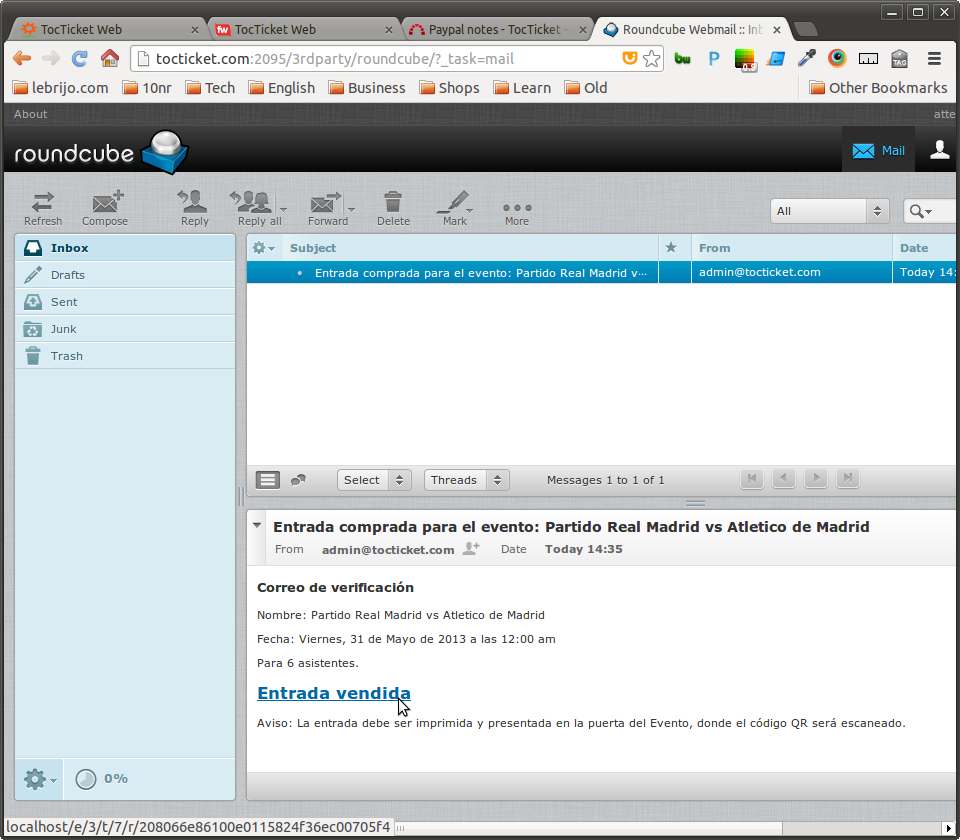 TocTicket Web
TocTicket Web
Paypal notes - TocTicket -
Roundcube Webmail :: Inb
tocticket.com:2095/3rdparty/roundcube/?_task=mail
lebrijo.com 10nr Tech English Business Shops Learn Old Other Bookmarks
About atte
roundcube Mail
Refresh Compose Reply Reply all Forward Delete Mark More All
Inbox
Drafts
Sent
Junk
Trash
0%
Subject From Date
Entrada comprada para el evento: Partido Real Madrid v··· admin@tocticket.com Today 14:
Select Threads Messages 1 to 1 of 1
Entrada comprada para el evento: Partido Real Madrid vs Atletico de Madrid
From admin@tocticket.com Date Today 14:35
Correo de verificación
Nombre: Partido Real Madrid vs Atletico de Madrid
Fecha: Viernes, 31 de Mayo de 2013 a las 12:00 am
Para 6 asistentes.
Entrada vendida
Aviso: La entrada debe ser imprimida y presentada en la puerta del Evento, donde el código QR será escaneado.
localhost/e/3/t/7/r/208066e86100e0115824f36ec00705f4